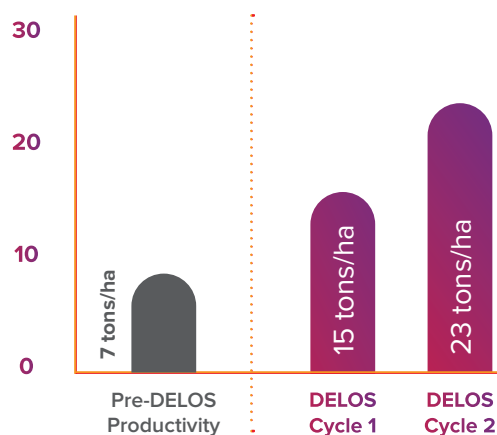 30
20
10
0
7 tons/ha
15 tons/ha
23 tons/ha
Pre-DELOS
Productivity
DELOS
Cycle 1
DELOS
Cycle 2